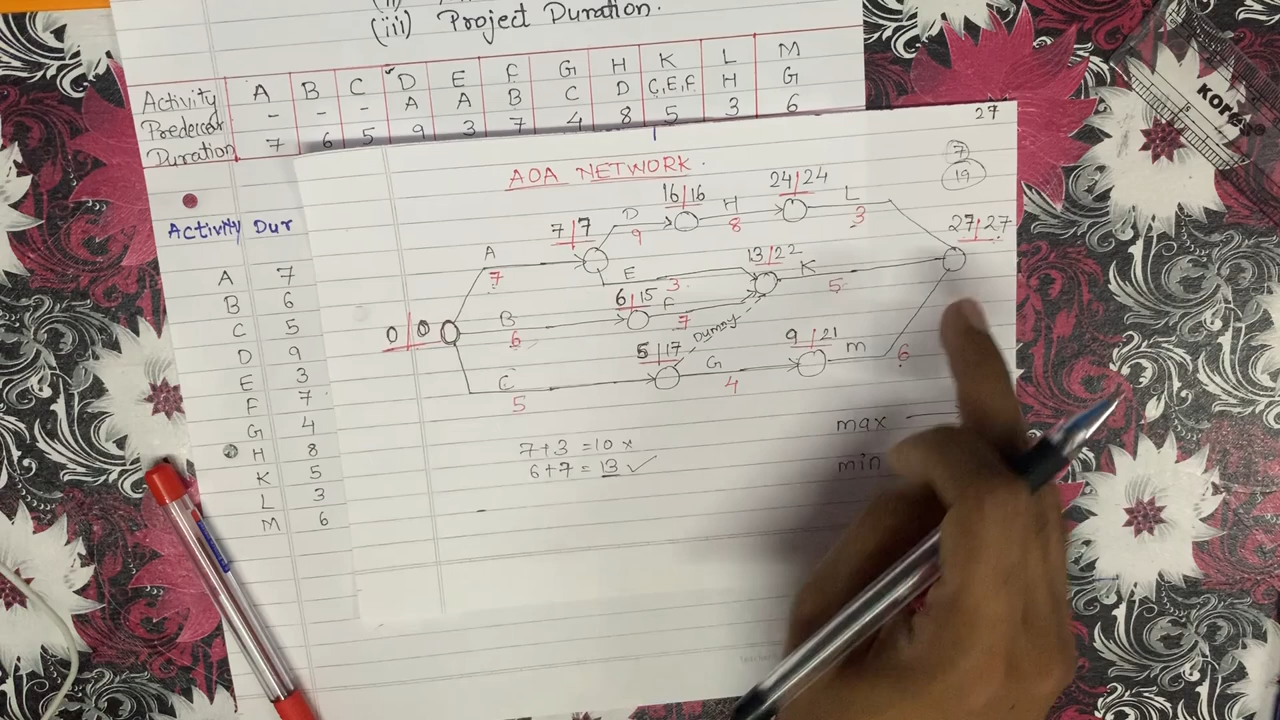 (iii) Project Duration.
Activity A B C D E F G H K L M
Predercor - - - A A B C D C,E,F H G
Duration 7 6 5 9 3 7 4 8 5 3 6
27
AOA NETWORK.
7
19
Activity Dur
A 7
B 6
C 5
D 9
E 3
F 7
G 4
H 8
K 5
L 3
M 6
16|16
24|24
7|7
D
9
H
8
L
3
27|27
A
7
E
3
13|22
K
5
6|15
F
7
0|0
B
6
Dumay
5|17
9|21
G
4
m
6
C
5
7+3 =10 ×
6+7 = 13 ✓
max
min
KORES